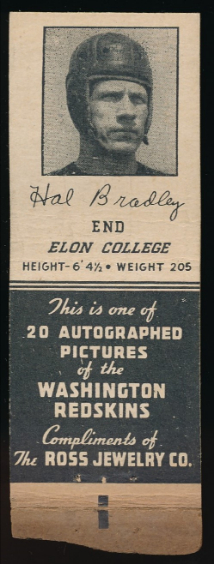 Hal Bradley
END
ELON COLLEGE
HEIGHT-6' 4½ • WEIGHT 205
This is one of
20 AUTOGRAPHED
PICTURES
of the
WASHINGTON
REDSKINS
Compliments of
The ROSS JEWELRY CO.